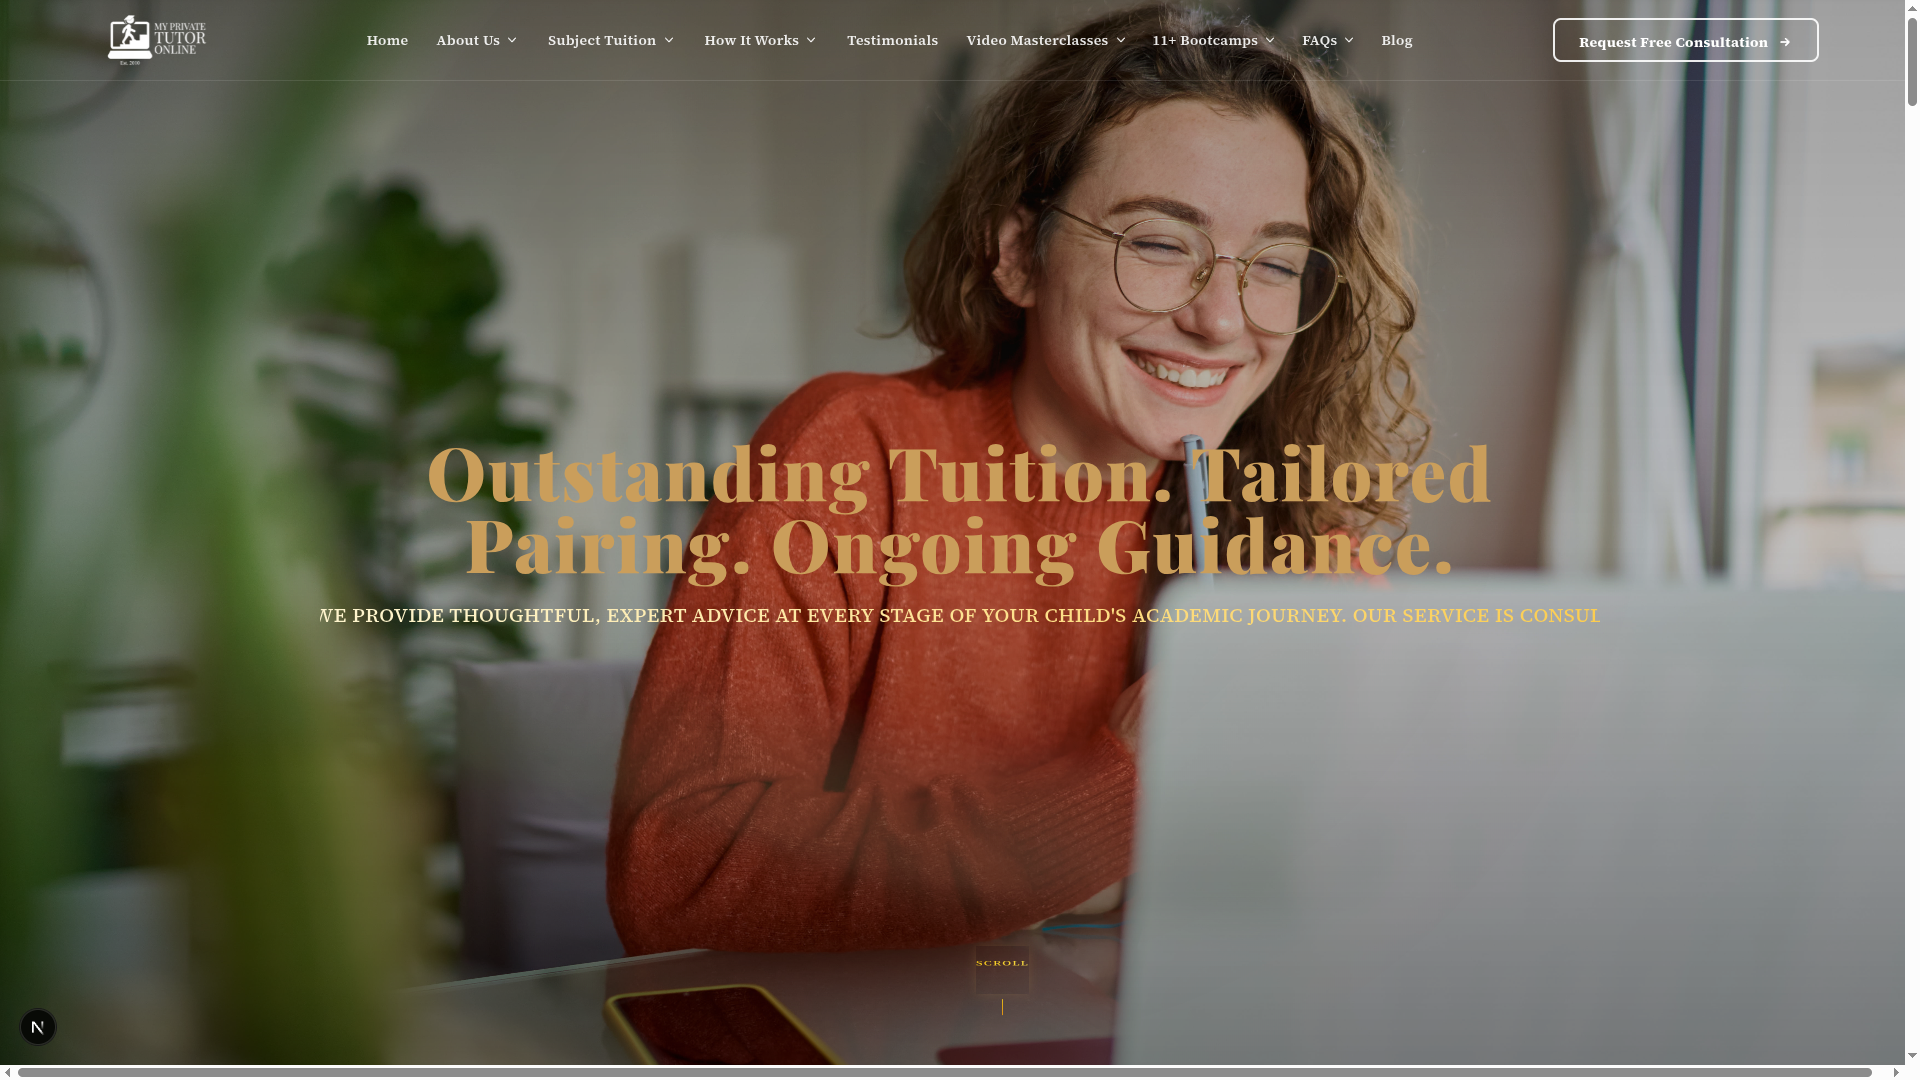 MY PRIVATE
TUTOR
ONLINE
Est. 2010
Home
About Us
Subject Tuition
How It Works
Testimonials
Video Masterclasses
11+ Bootcamps
FAQs
Blog
Request Free Consultation
Outstanding Tuition. Tailored
Pairing. Ongoing Guidance.
WE PROVIDE THOUGHTFUL, EXPERT ADVICE AT EVERY STAGE OF YOUR CHILD'S ACADEMIC JOURNEY. OUR SERVICE IS CONSUL
SCROLL
N